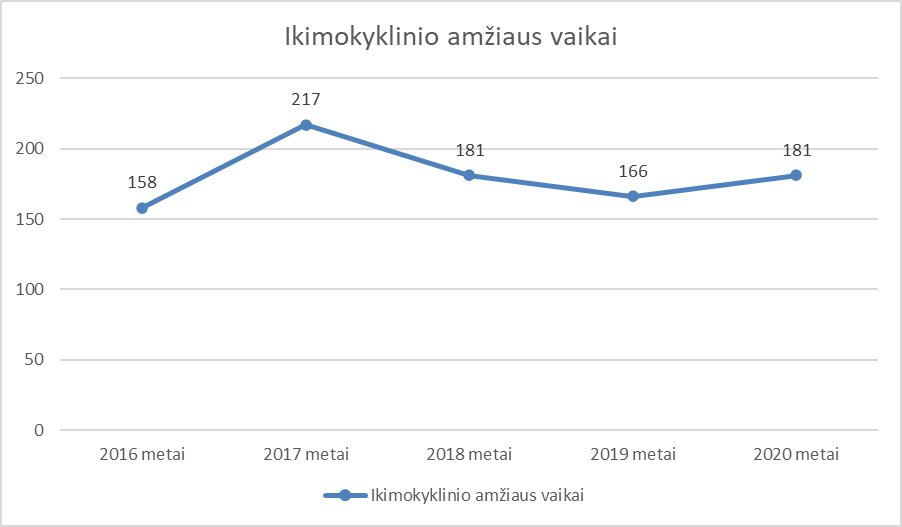 Ikimokyklinio amžiaus vaikai
250
200
150
100
50
0
158
217
181
166
181
2016 metai
2017 metai
2018 metai
2019 metai
2020 metai
Ikimokyklinio amžiaus vaikai